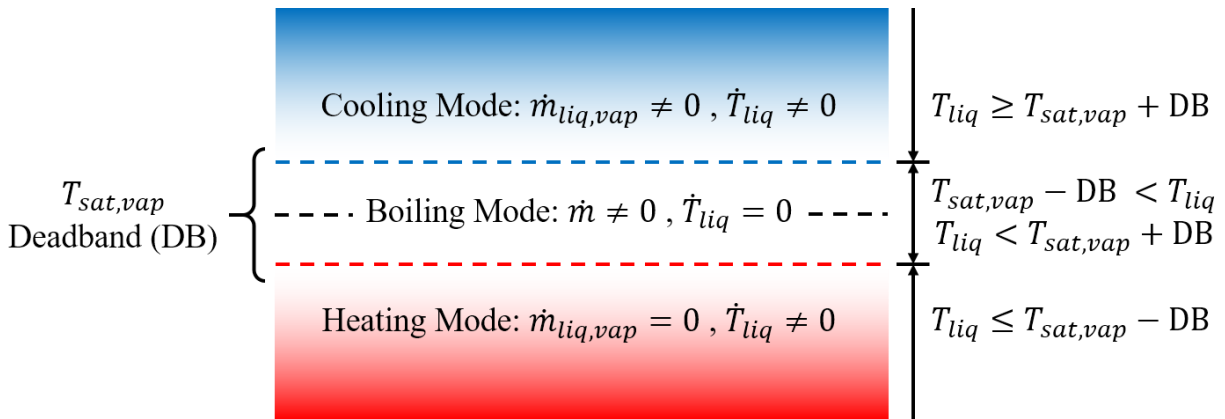 Cooling Mode: ṁ_{liq,vap} ≠ 0 , Ṫ_{liq} ≠ 0
T_{liq} ≥ T_{sat,vap} + DB
T_{sat,vap}
Deadband (DB)
Boiling Mode: ṁ ≠ 0 , Ṫ_{liq} = 0
T_{sat,vap} − DB < T_{liq}
T_{liq} < T_{sat,vap} + DB
Heating Mode: ṁ_{liq,vap} = 0 , Ṫ_{liq} ≠ 0
T_{liq} ≤ T_{sat,vap} − DB